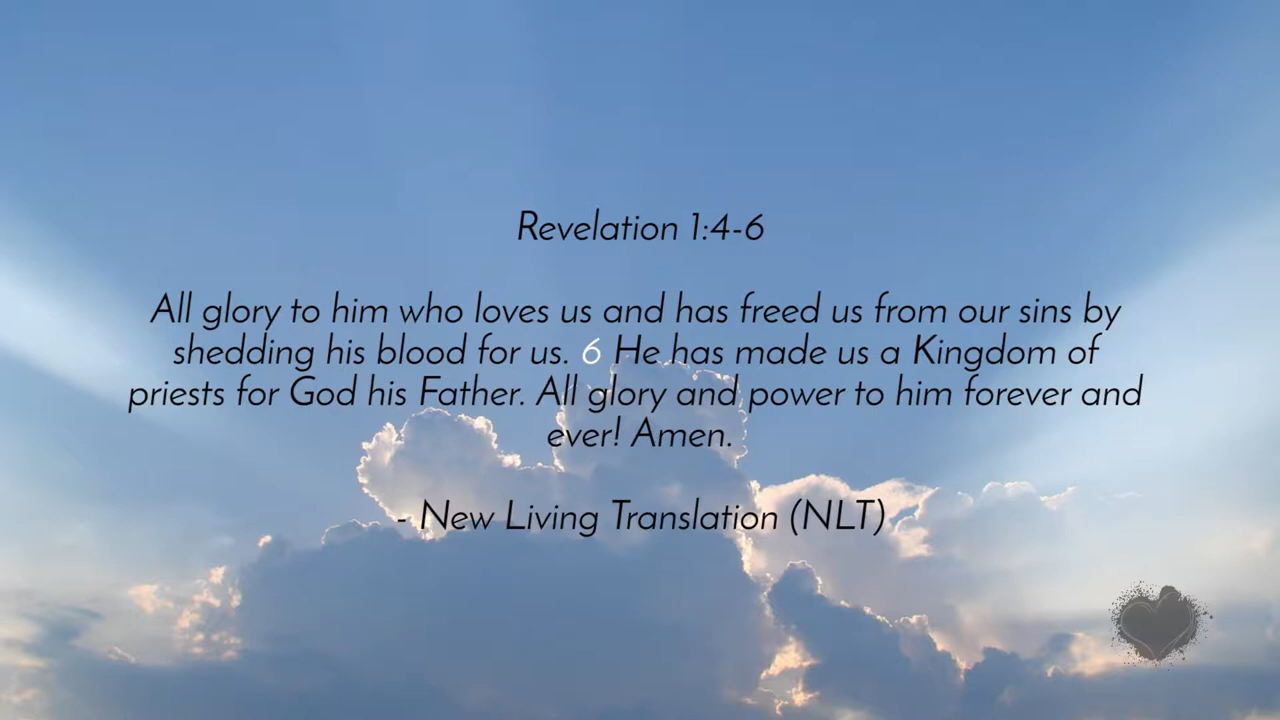 Revelation 1:4-6
All glory to him who loves us and has freed us from our sins by
shedding his blood for us. 6 He has made us a Kingdom of
priests for God his Father. All glory and power to him forever and
ever! Amen.
- New Living Translation (NLT)